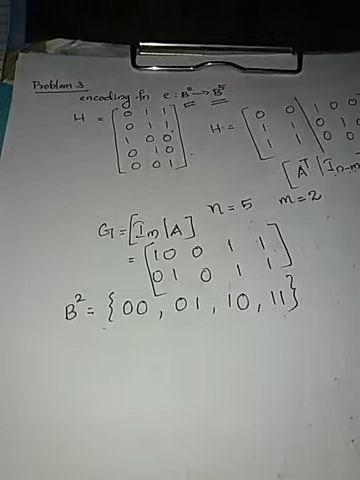 Problem-3
encoding fn e : B² → B⁵
H = [0 1 1
0 1 1
1 0 0
0 1 0
0 0 1]
H = [0 0 | 1 0 0
1 1 | 0 1 0
1 1 | 0
[Aᵀ | I n-m
n = 5 m = 2
G = [Im | A]
= [1 0 0 1 1
0 1 0 1 1]
B² = {00, 01, 10, 11}